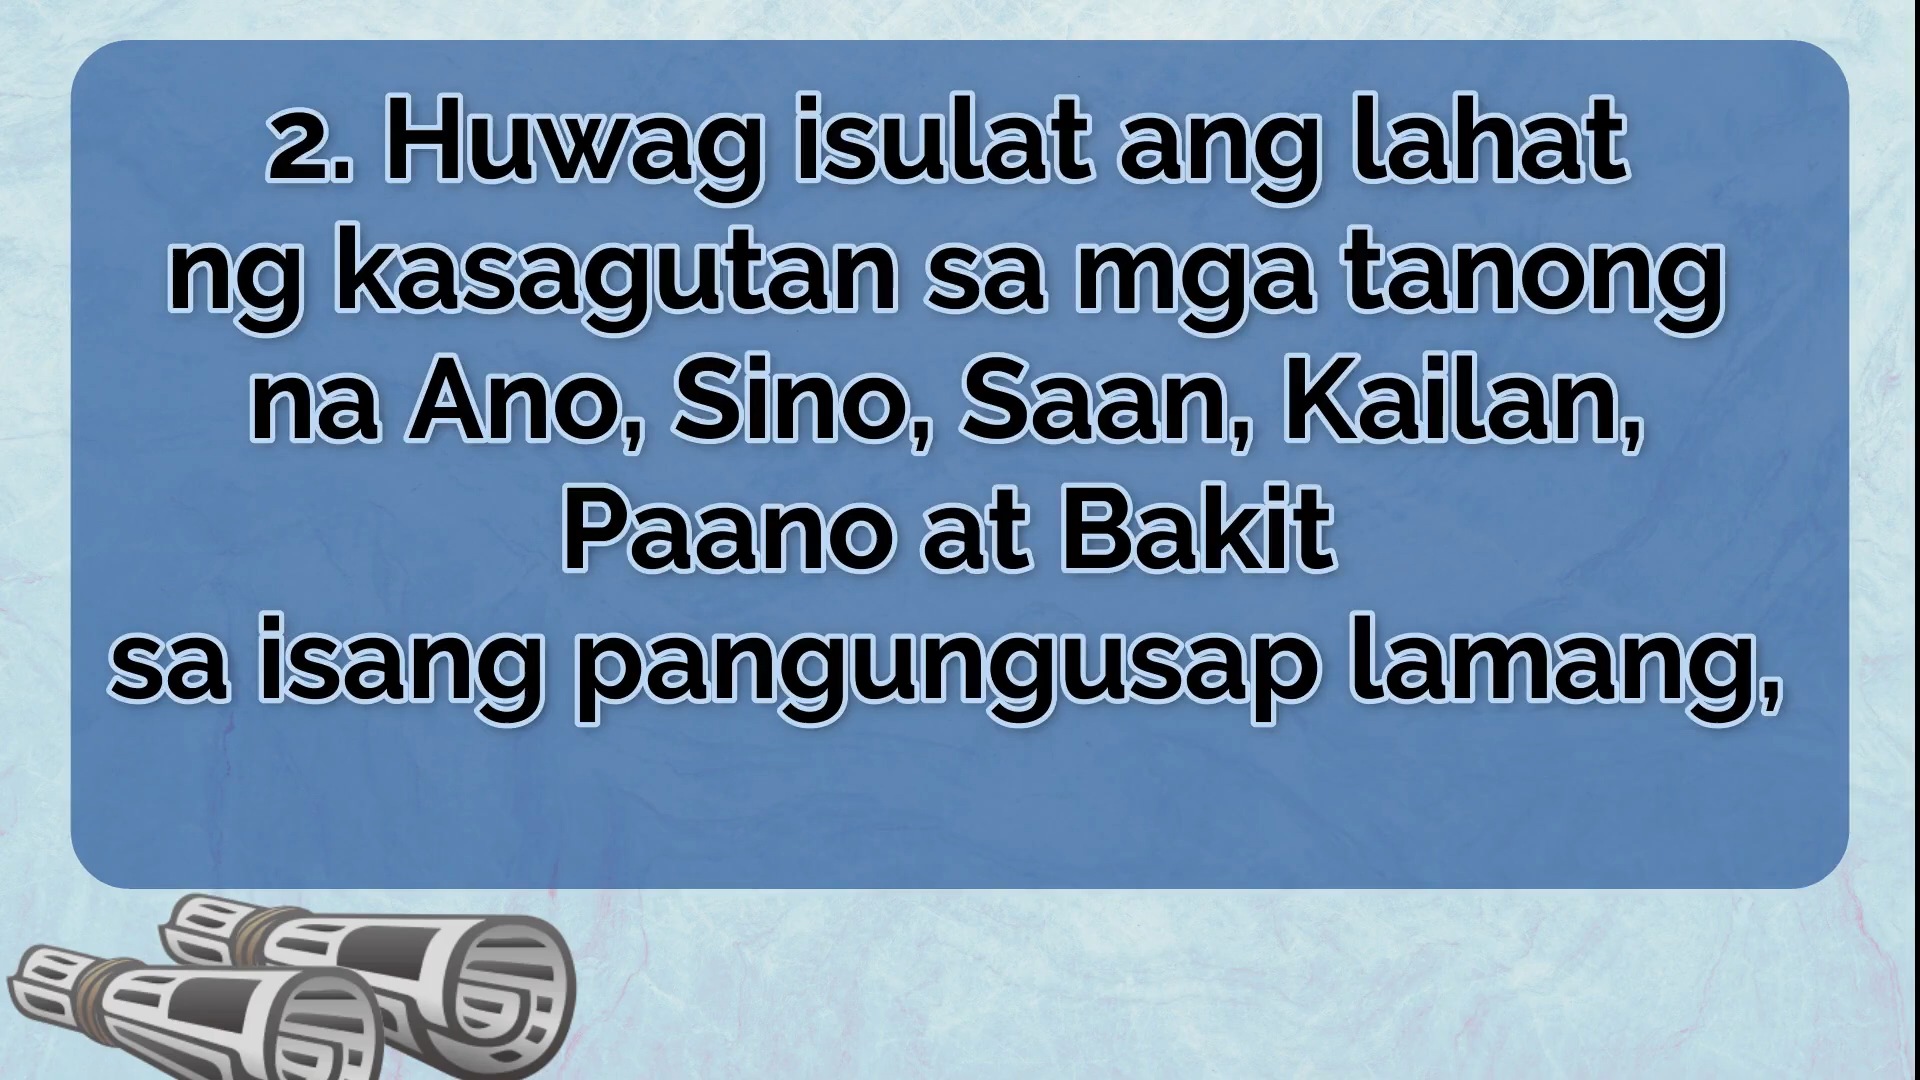 2. Huwag isulat ang lahat
ng kasagutan sa mga tanong
na Ano, Sino, Saan, Kailan,
Paano at Bakit
sa isang pangungusap lamang,